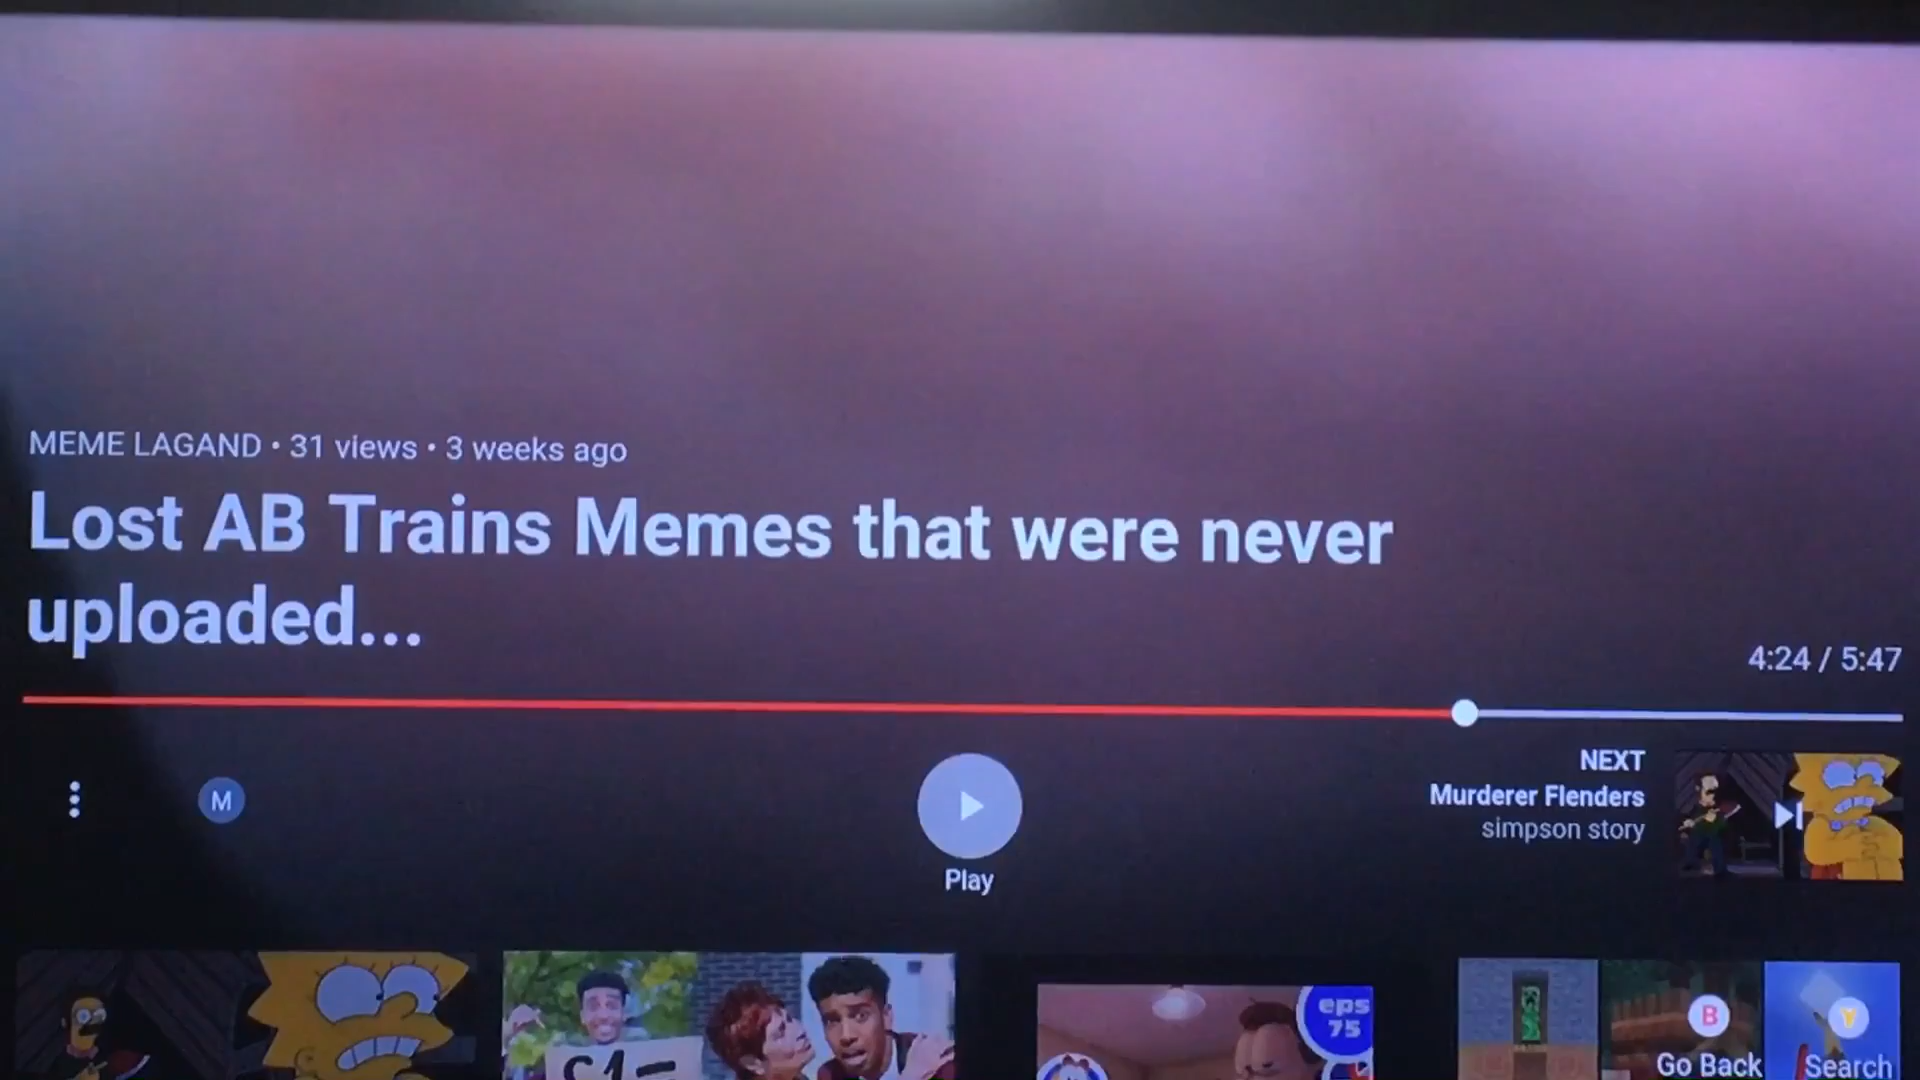 MEME LAGAND • 31 views • 3 weeks ago
Lost AB Trains Memes that were never
uploaded...
4:24 / 5:47
NEXT
Murderer Flenders
simpson story
M
Play
$1=
eps
75
B
Y
Go Back
Search